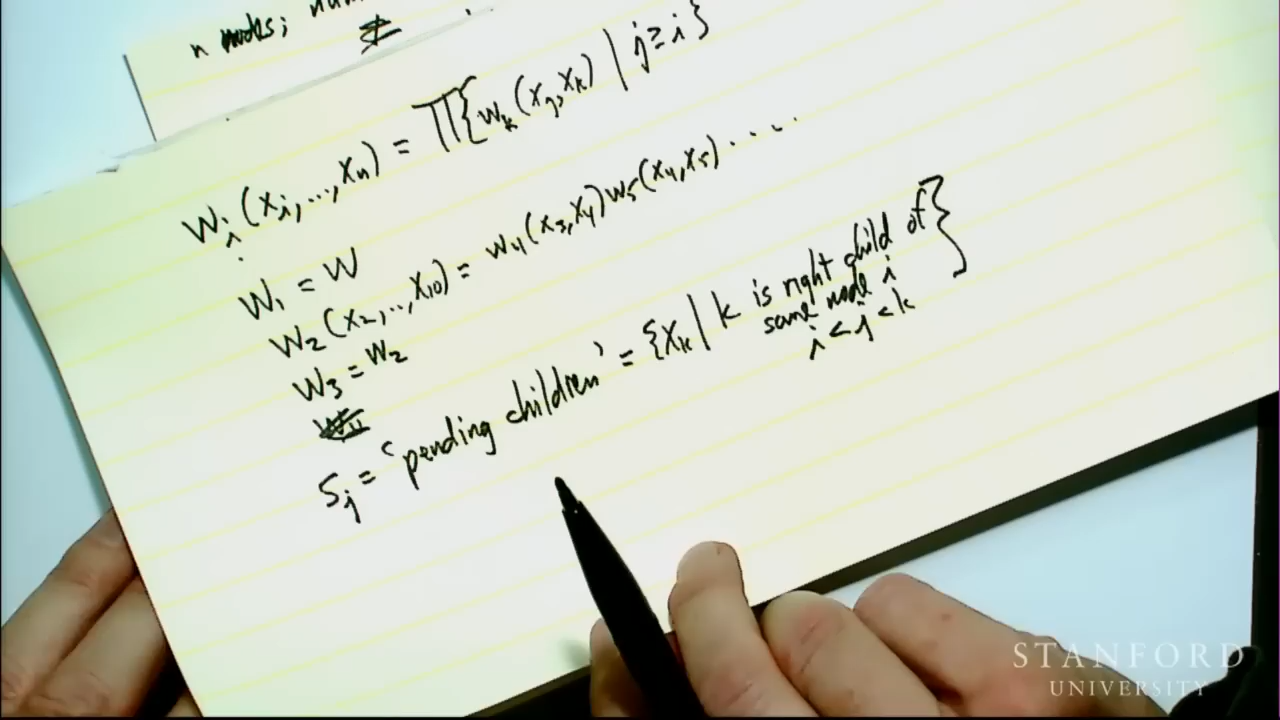 n nodes;
W_i (x_i, ..., x_n) = ∏{w_k (x_j, x_k) | j ≥ i}
W_1 = W
W_2 (x_2, ..., x_10) = w_4 (x_3, x_4) w_5 (x_4, x_5) .....
W_3 = W_2
S_j = 'pending children' = {x_k | k is right child of
some node i
i < j < k }
STANFORD
UNIVERSITY